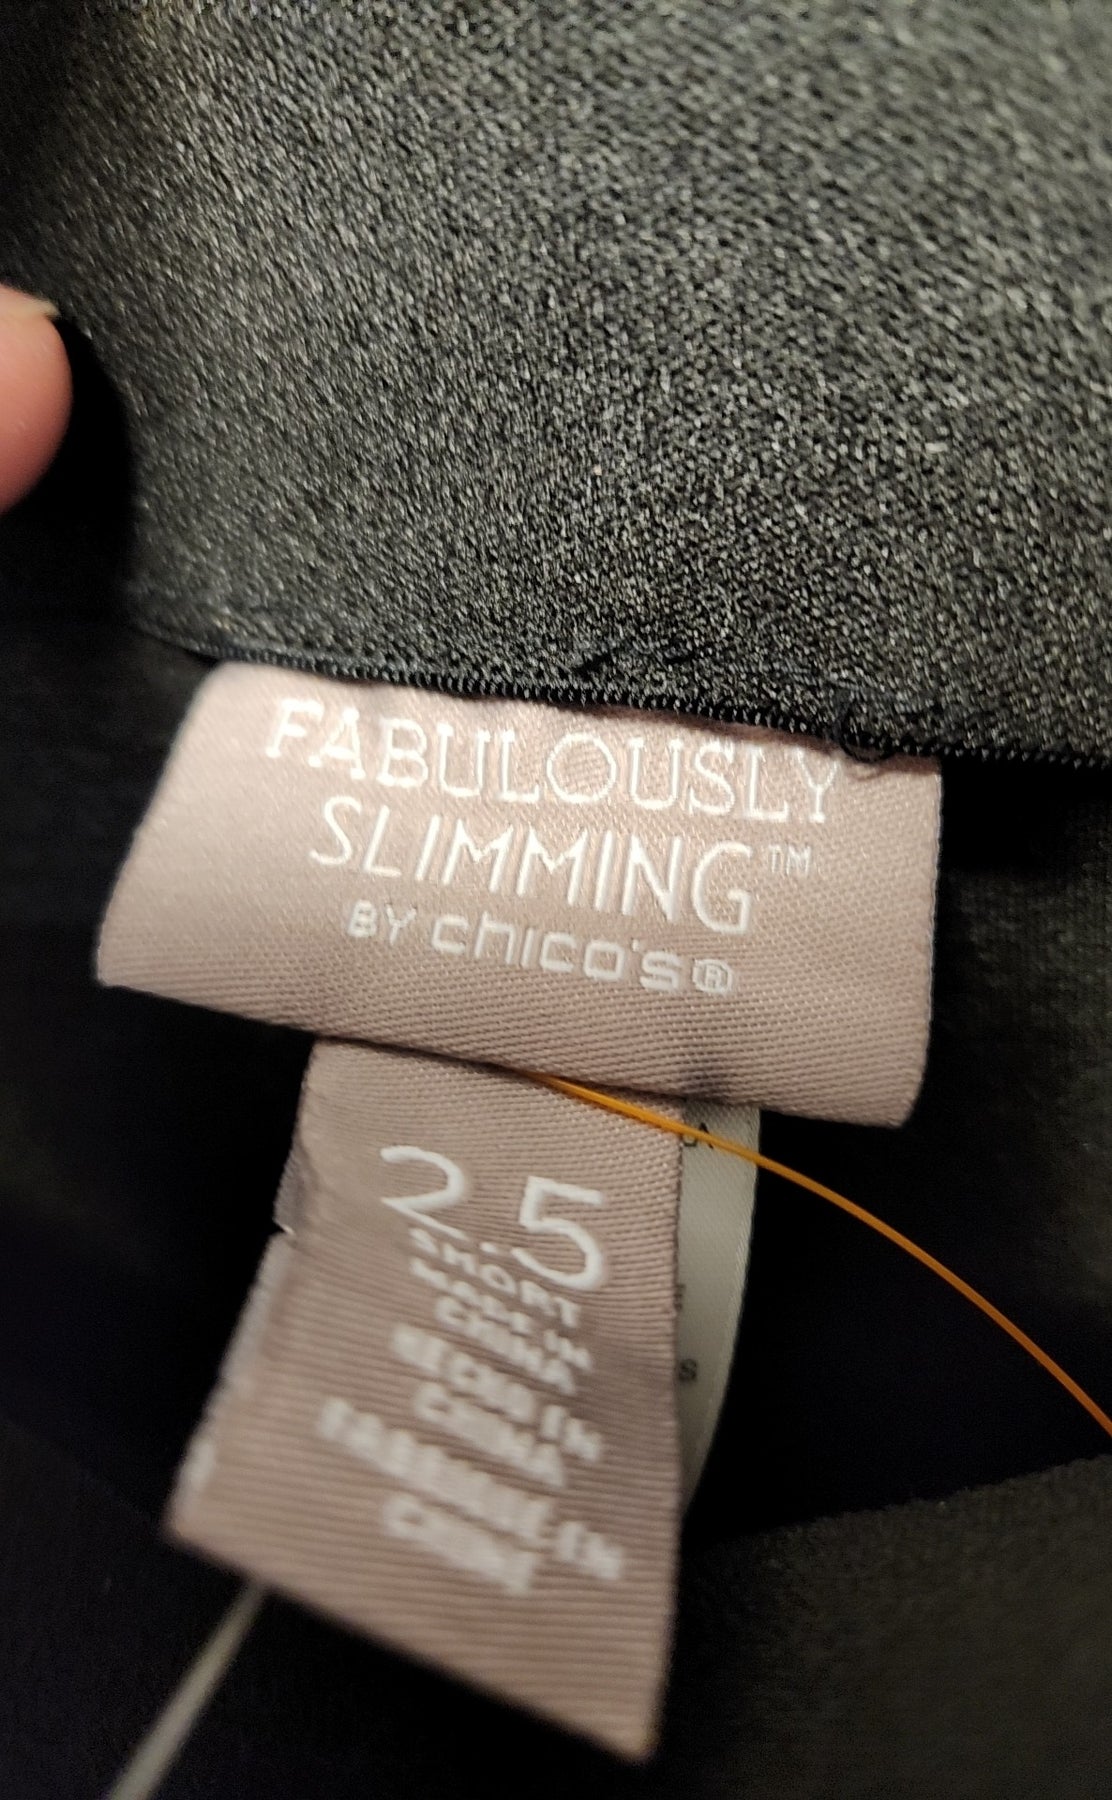 FABULOUSLY
SLIMMING™
BY chico's®
2.5
SHORT
MADE IN
CHINA
HECHO EN
CHINA
FABRIQUÉ EN
CHINE